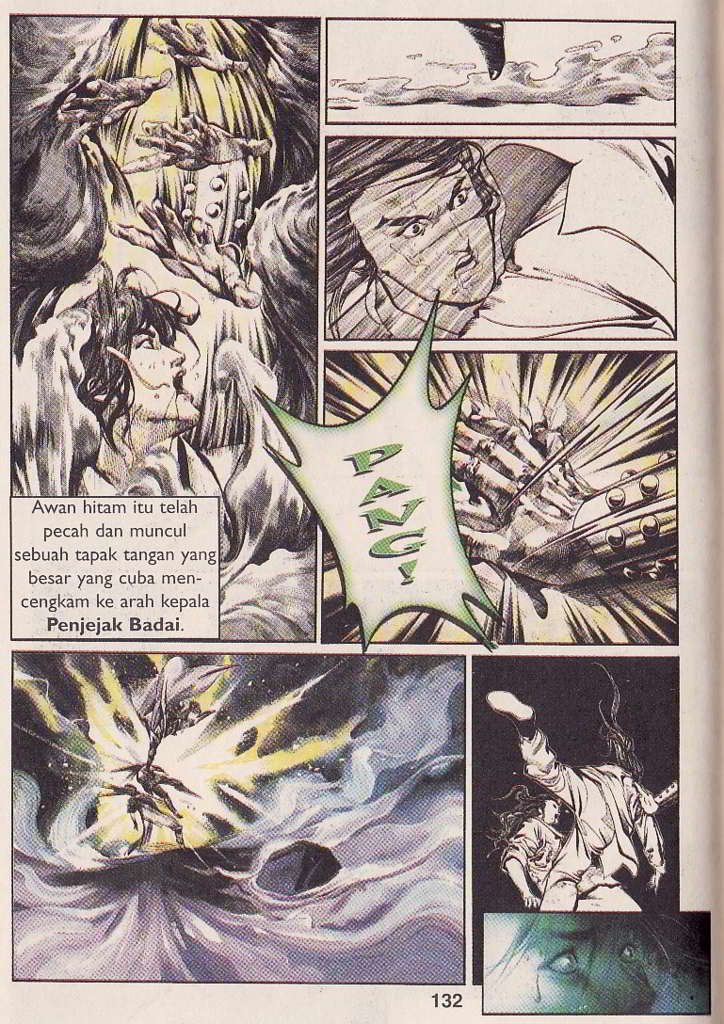 Awan hitam itu telah
pecah dan muncul
sebuah tapak tangan yang
besar yang cuba men-
cengkam ke arah kepala
Penjejak Badai.
PANG!
132